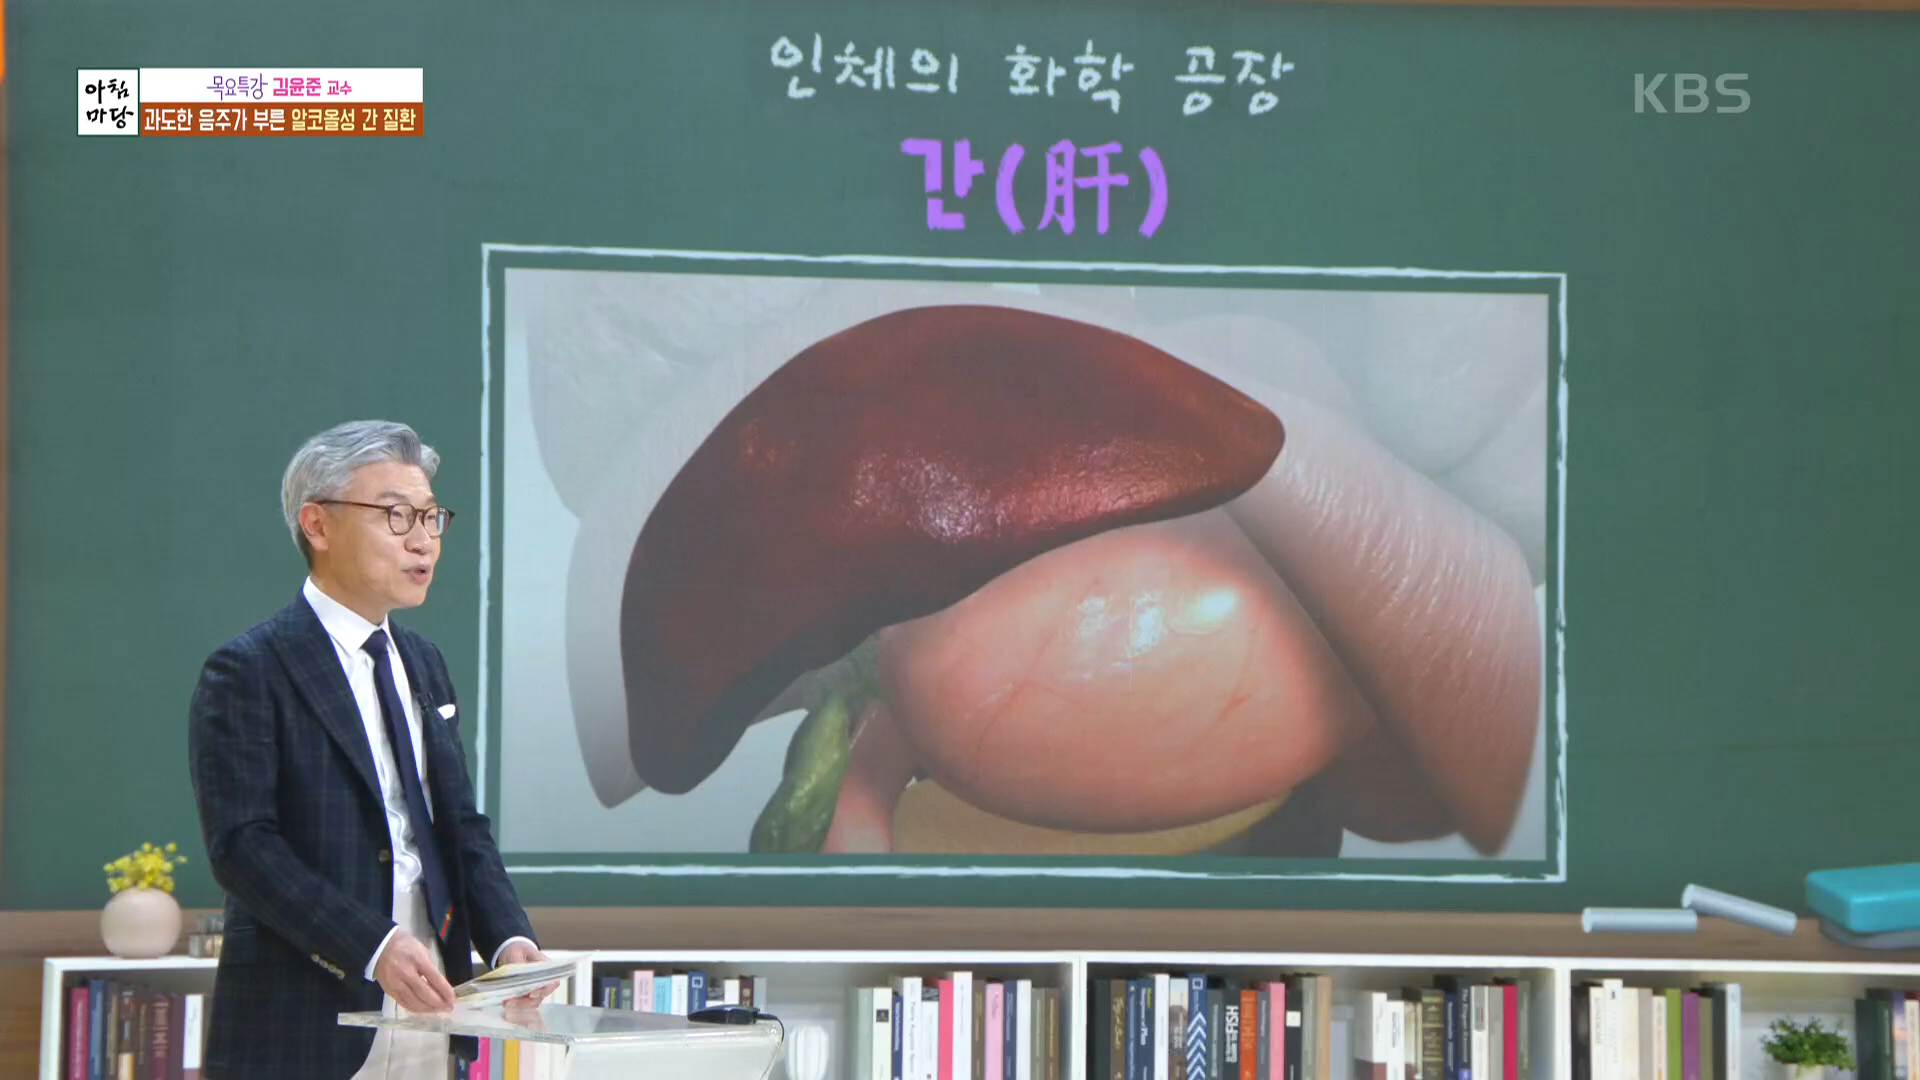 아침
마당
목요특강 김윤준 교수
과도한 음주가 부른 알코올성 간 질환
KBS
인체의 화학 공장
간(肝)